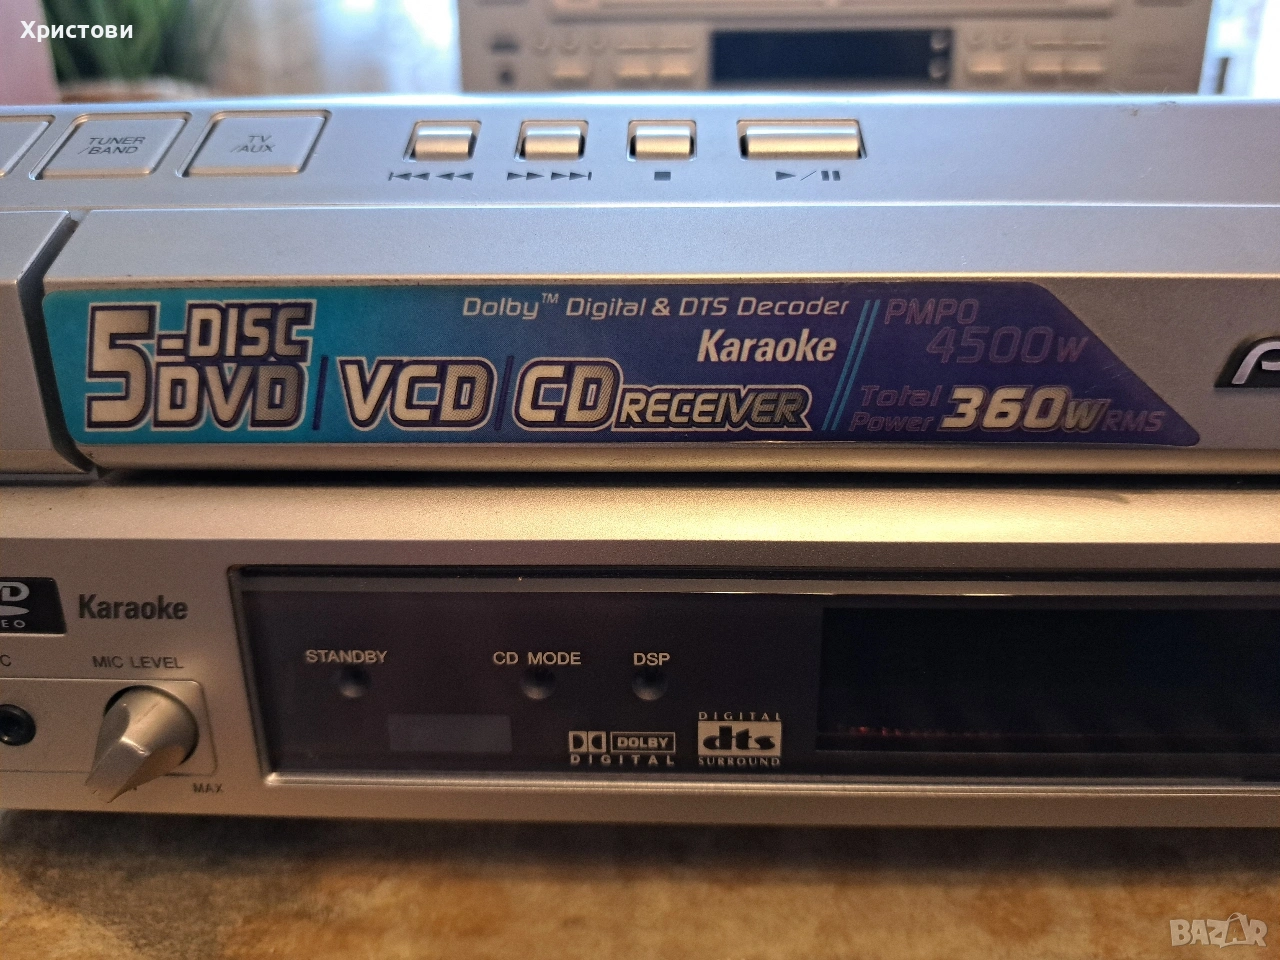 Христови
TUNER
/BAND
TV
/AUX
5-DISC
DVD
VCD
CD RECEIVER
Dolby™ Digital & DTS Decoder
Karaoke
PMPO
4500W
Total
Power 360W RMS
Karaoke
MIC LEVEL
MAX
STANDBY
CD MODE
DSP
DOLBY
DIGITAL
DIGITAL
dts
SURROUND
BAZAR